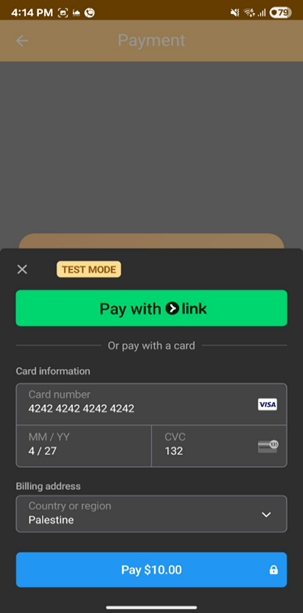 4:14 PM
79
Payment
TEST MODE
Pay with link
Or pay with a card
Card information
Card number
4242 4242 4242 4242
VISA
MM / YY
4 / 27
CVC
132
Billing address
Country or region
Palestine
Pay $10.00